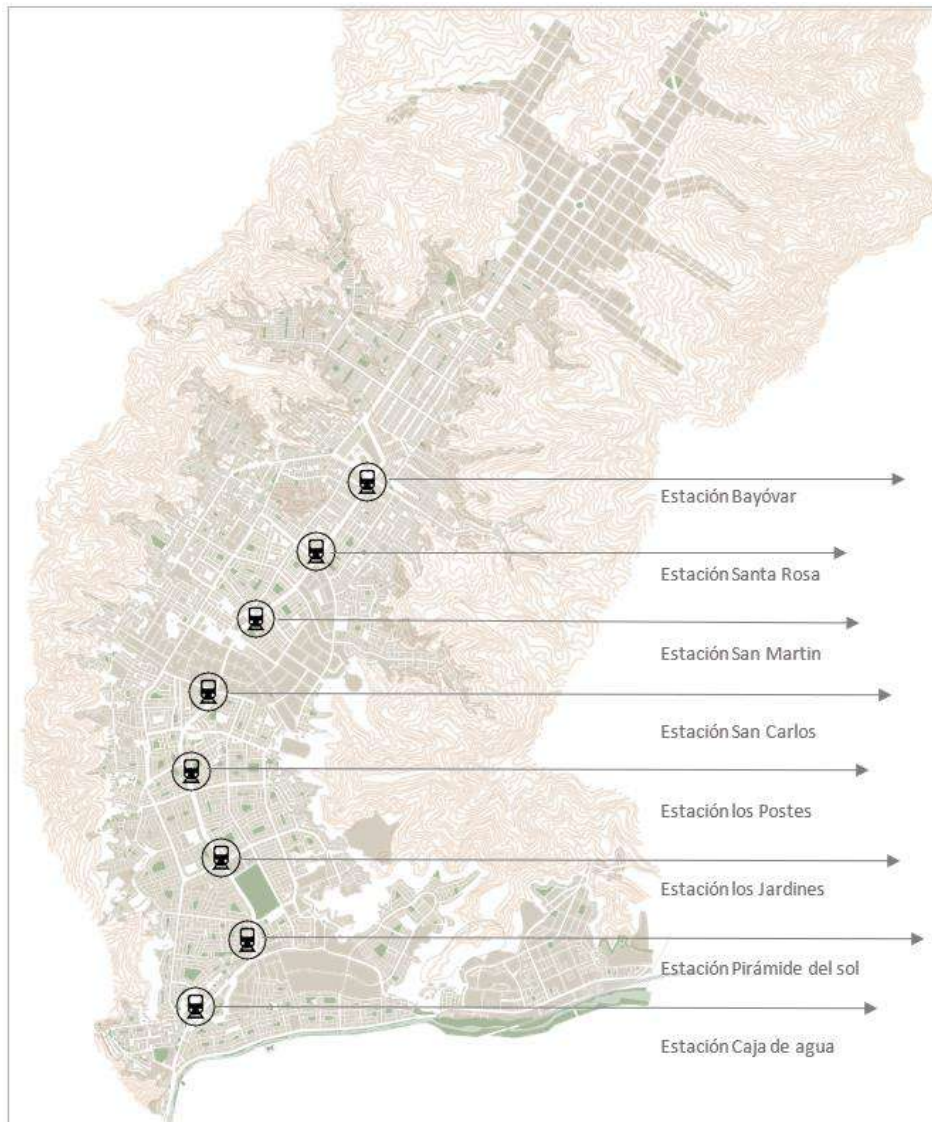 Estación Bayóvar
Estación Santa Rosa
Estación San Martin
Estación San Carlos
Estación los Postes
Estación los Jardines
Estación Pirámide del sol
Estación Caja de agua